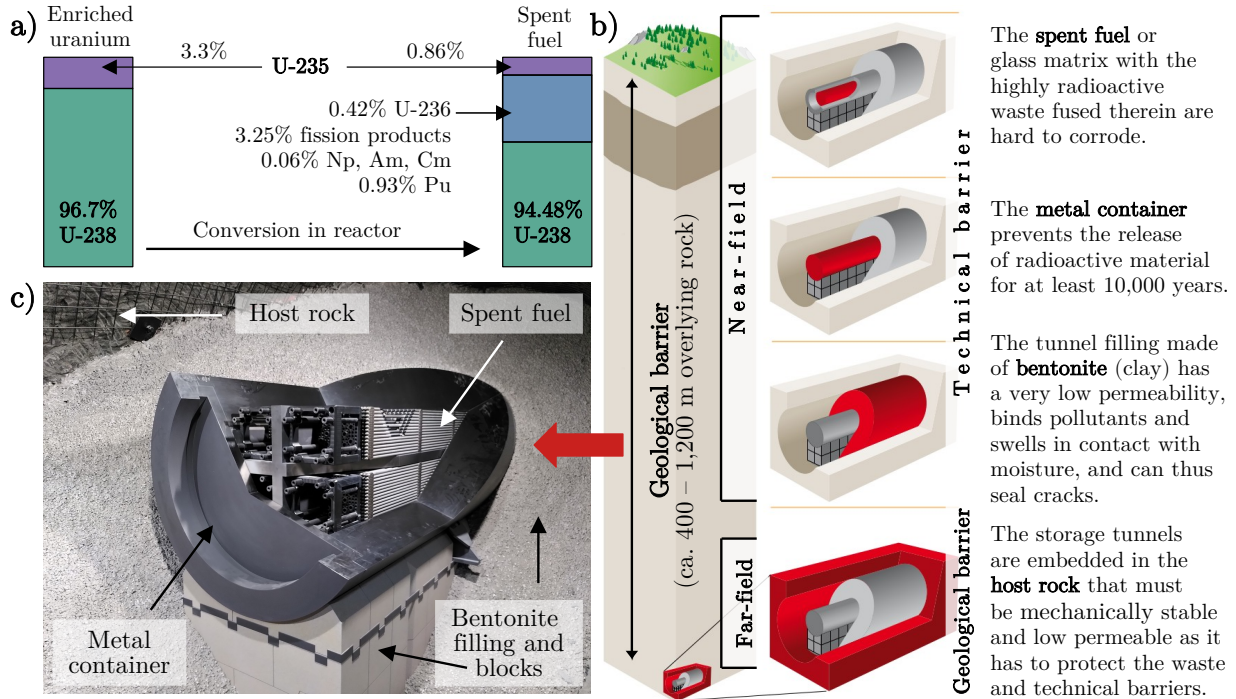 a)
Enriched
uranium
3.3%
U-235
0.86%
Spent
fuel
0.42% U-236
3.25% fission products
0.06% Np, Am, Cm
0.93% Pu
96.7%
U-238
Conversion in reactor
94.48%
U-238
b)
Geological barrier
(ca. 400 – 1,200 m overlying rock)
Near-field
Far-field
Technical barrier
Geological barrier
The spent fuel or
glass matrix with the
highly radioactive
waste fused therein are
hard to corrode.
The metal container
prevents the release
of radioactive material
for at least 10,000 years.
The tunnel filling made
of bentonite (clay) has
a very low permeability,
binds pollutants and
swells in contact with
moisture, and can thus
seal cracks.
The storage tunnels
are embedded in the
host rock that must
be mechanically stable
and low permeable as it
has to protect the waste
and technical barriers.
c)
Host rock
Spent fuel
Metal
container
Bentonite
filling and
blocks